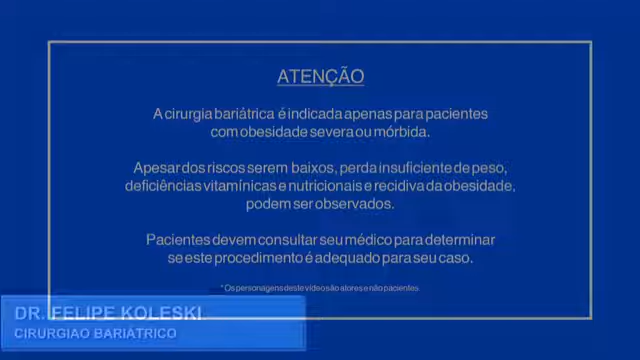 ATENÇÃO
A cirurgia bariátrica é indicada apenas para pacientes
com obesidade severa ou mórbida.
Apesar dos riscos serem baixos, perda insuficiente de peso,
deficiências vitamínicas e nutricionais e recidiva da obesidade,
podem ser observados.
Pacientes devem consultar seu médico para determinar
se este procedimento é adequado para seu caso.
* Os personagens deste vídeo são atores e não pacientes
DR. FELIPE KOLESKI
CIRURGIAO BARIÁTRICO